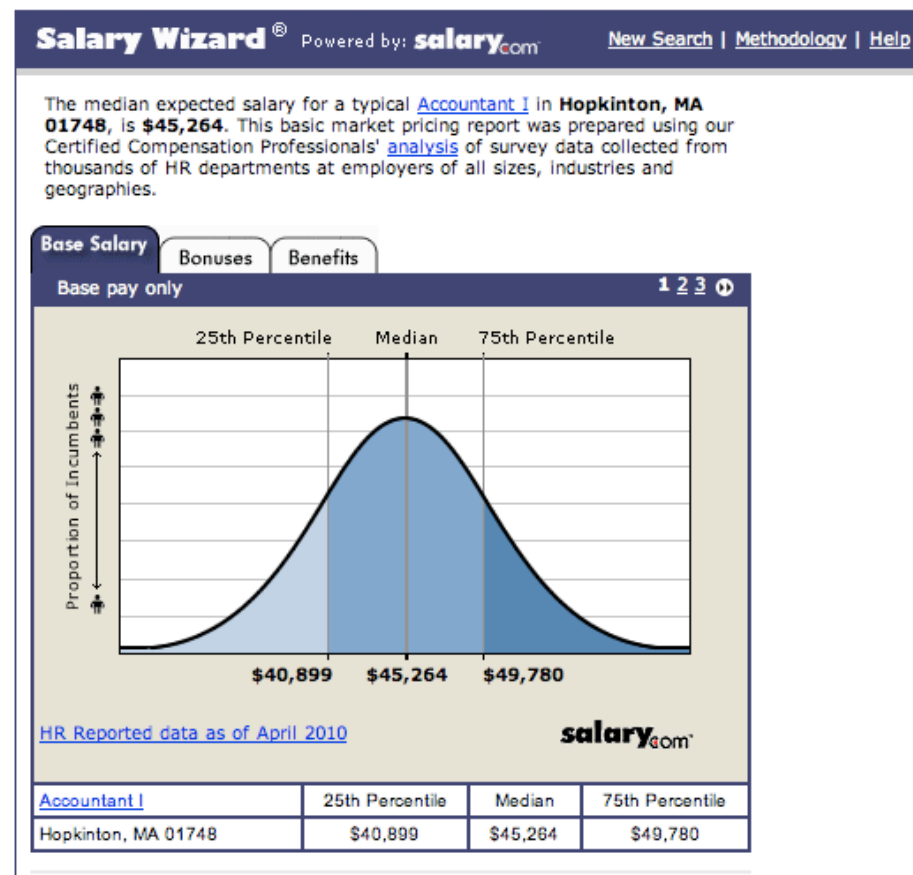 Salary Wizard® Powered by: salary.com New Search | Methodology | Help
The median expected salary for a typical Accountant I in Hopkinton, MA
01748, is $45,264. This basic market pricing report was prepared using our
Certified Compensation Professionals' analysis of survey data collected from
thousands of HR departments at employers of all sizes, industries and
geographies.
Base Salary Bonuses Benefits
Base pay only 1 2 3
25th Percentile Median 75th Percentile
Proportion of Incumbents
$40,899 $45,264 $49,780
HR Reported data as of April 2010 salary.com
Accountant I 25th Percentile Median 75th Percentile
Hopkinton, MA 01748 $40,899 $45,264 $49,780